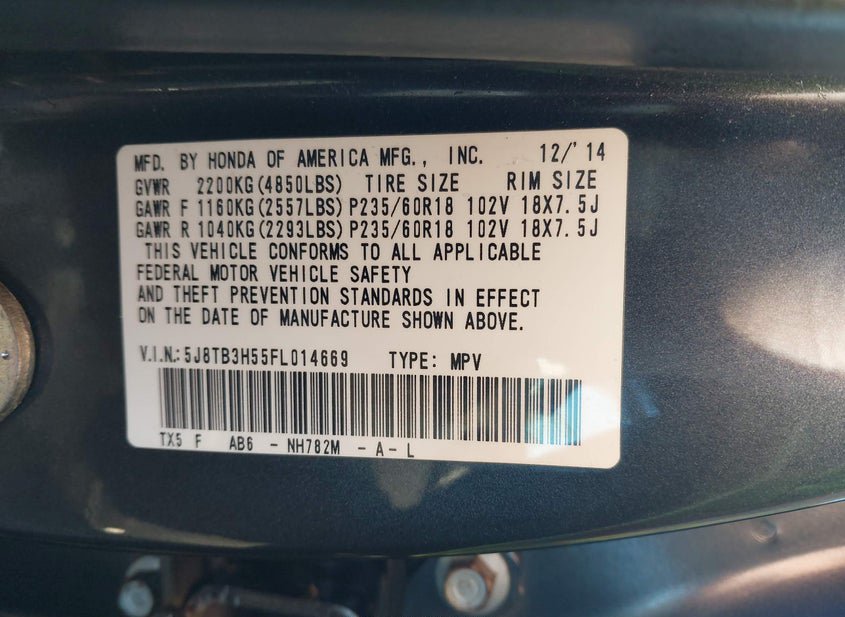 MFD. BY HONDA OF AMERICA MFG., INC. 12/'14
GVWR 2200KG(4850LBS) TIRE SIZE RIM SIZE
GAWR F 1160KG(2557LBS) P235/60R18 102V 18X7.5J
GAWR R 1040KG(2293LBS) P235/60R18 102V 18X7.5J
THIS VEHICLE CONFORMS TO ALL APPLICABLE
FEDERAL MOTOR VEHICLE SAFETY
AND THEFT PREVENTION STANDARDS IN EFFECT
ON THE DATE OF MANUFACTURE SHOWN ABOVE.
V.I.N.:5J8TB3H55FL014669 TYPE: MPV
TX5 F AB6 - NH782M - A - L